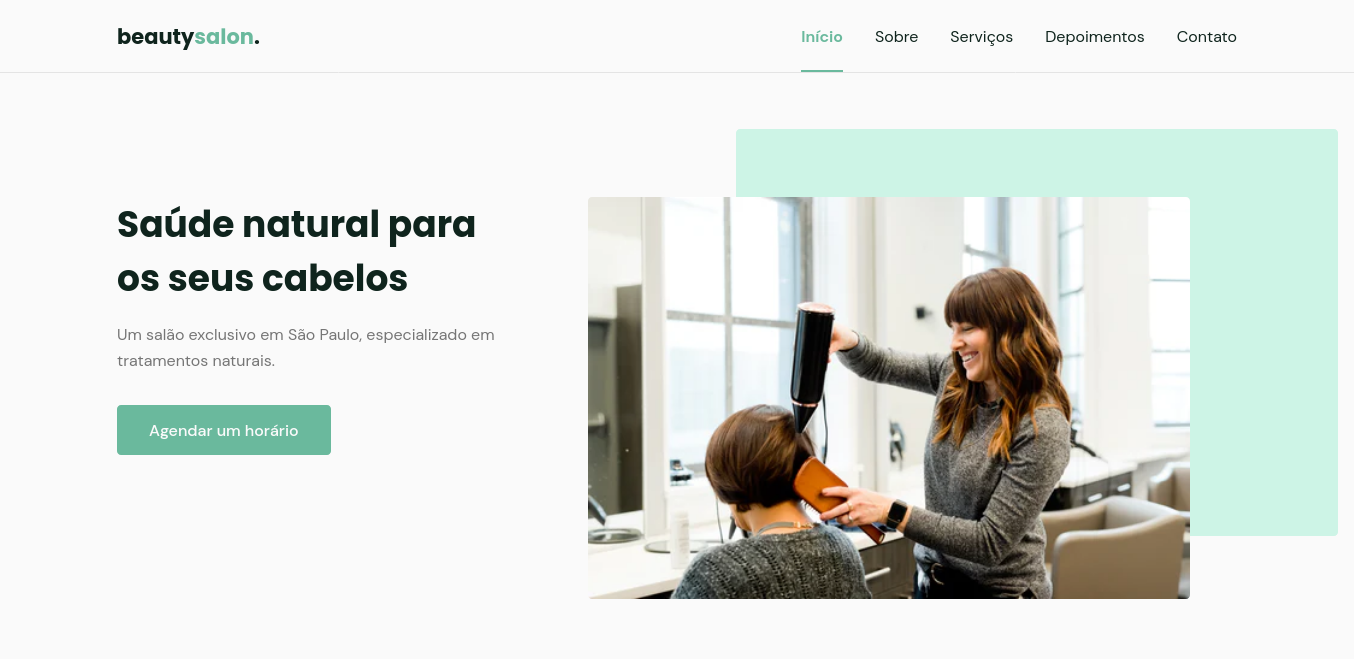 beautysalon.
Início Sobre Serviços Depoimentos Contato
Saúde natural para
os seus cabelos
Um salão exclusivo em São Paulo, especializado em
tratamentos naturais.
Agendar um horário